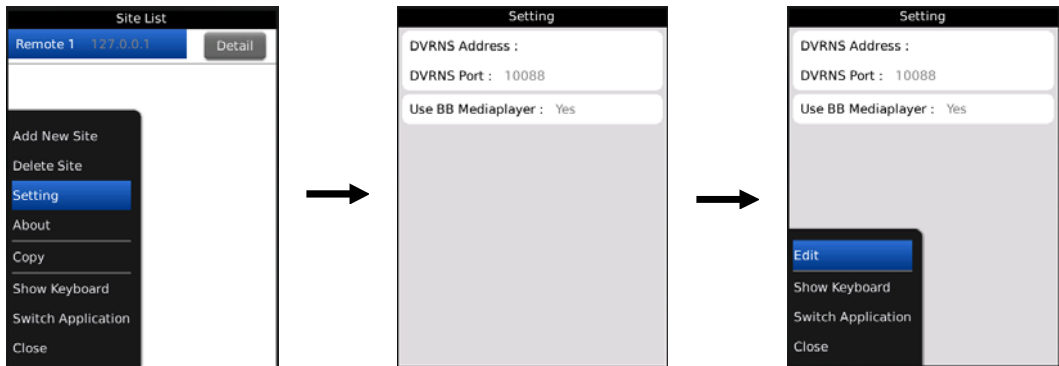 Site List
Remote 1 127.0.0.1 Detail
Add New Site
Delete Site
Setting
About
Copy
Show Keyboard
Switch Application
Close
Setting
DVRNS Address :
DVRNS Port : 10088
Use BB Mediaplayer : Yes
Setting
DVRNS Address :
DVRNS Port : 10088
Use BB Mediaplayer : Yes
Edit
Show Keyboard
Switch Application
Close